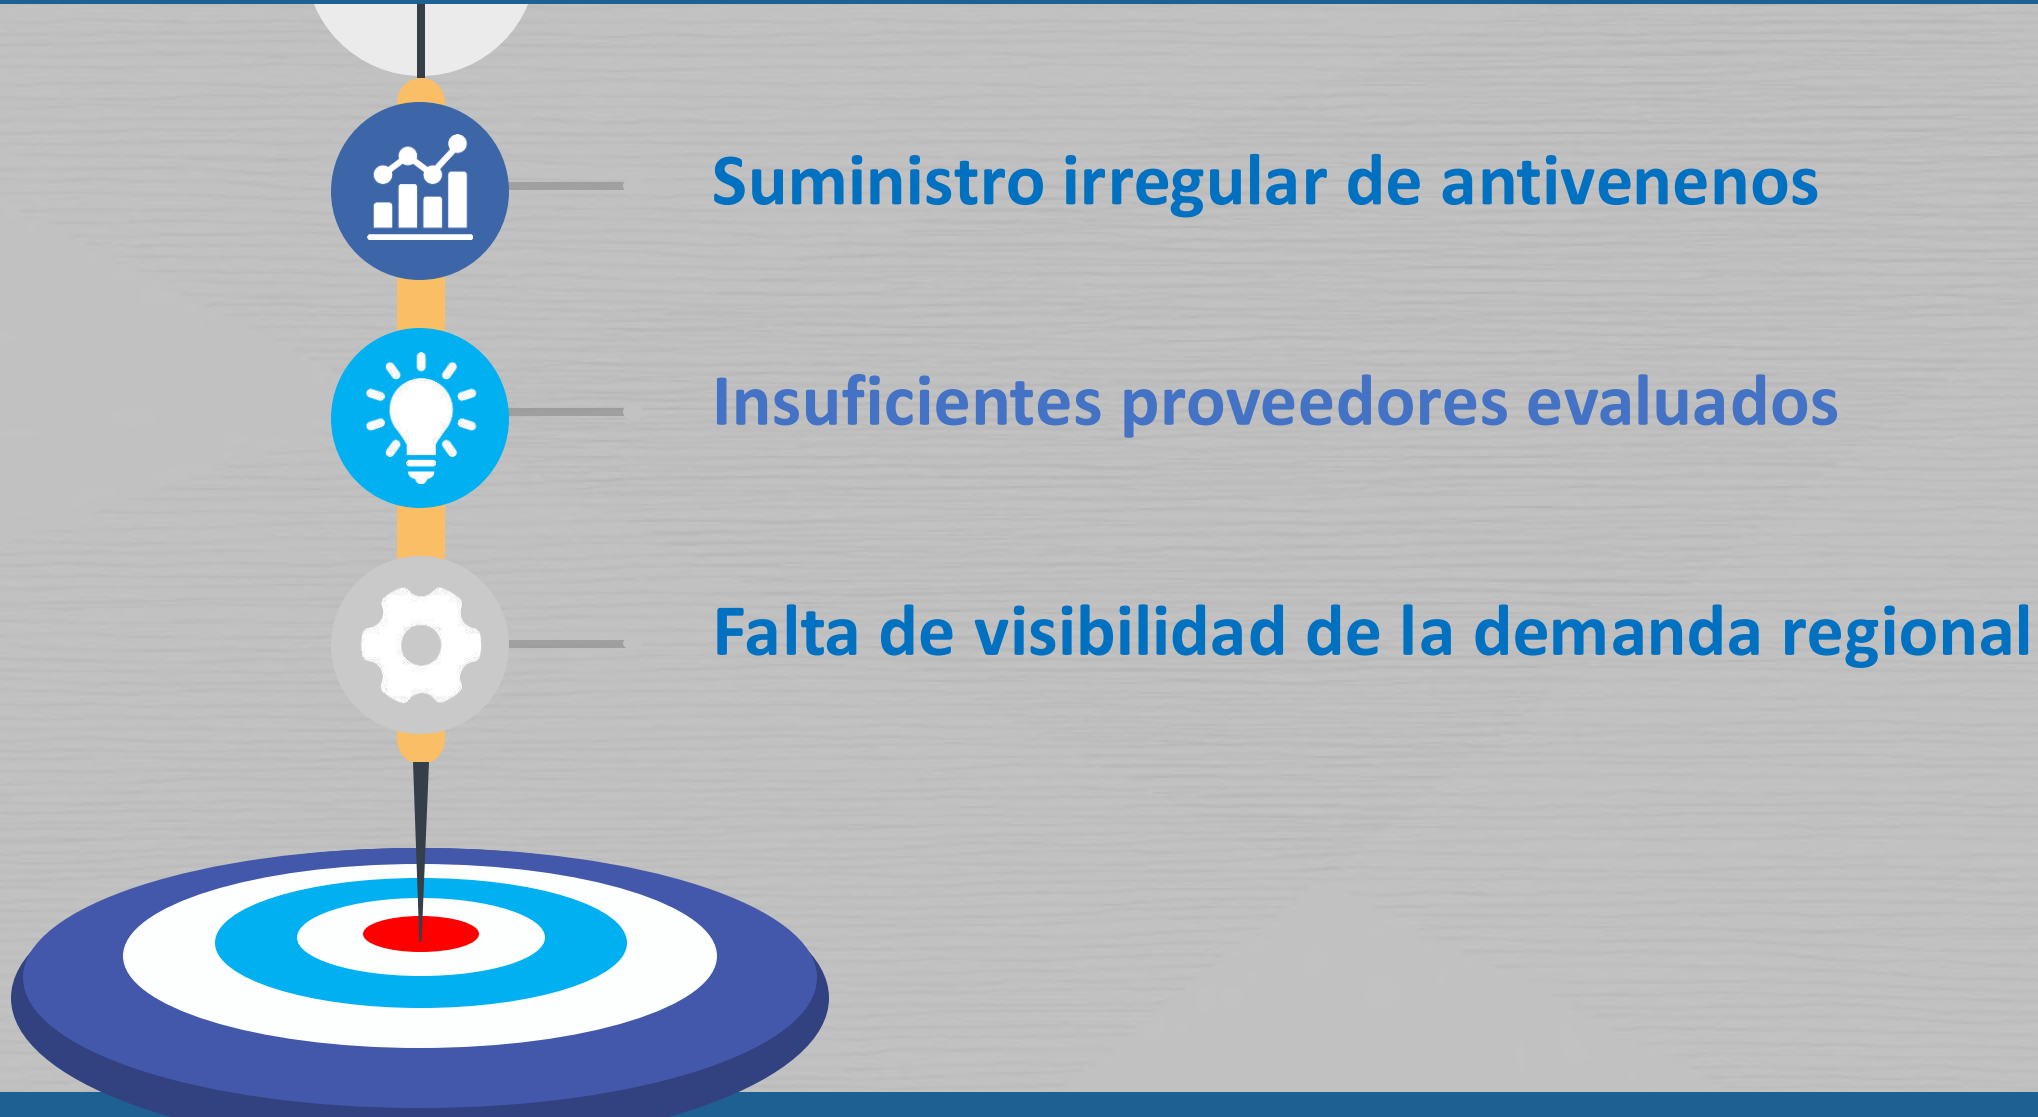 Suministro irregular de antivenenos
Insuficientes proveedores evaluados
Falta de visibilidad de la demanda regional